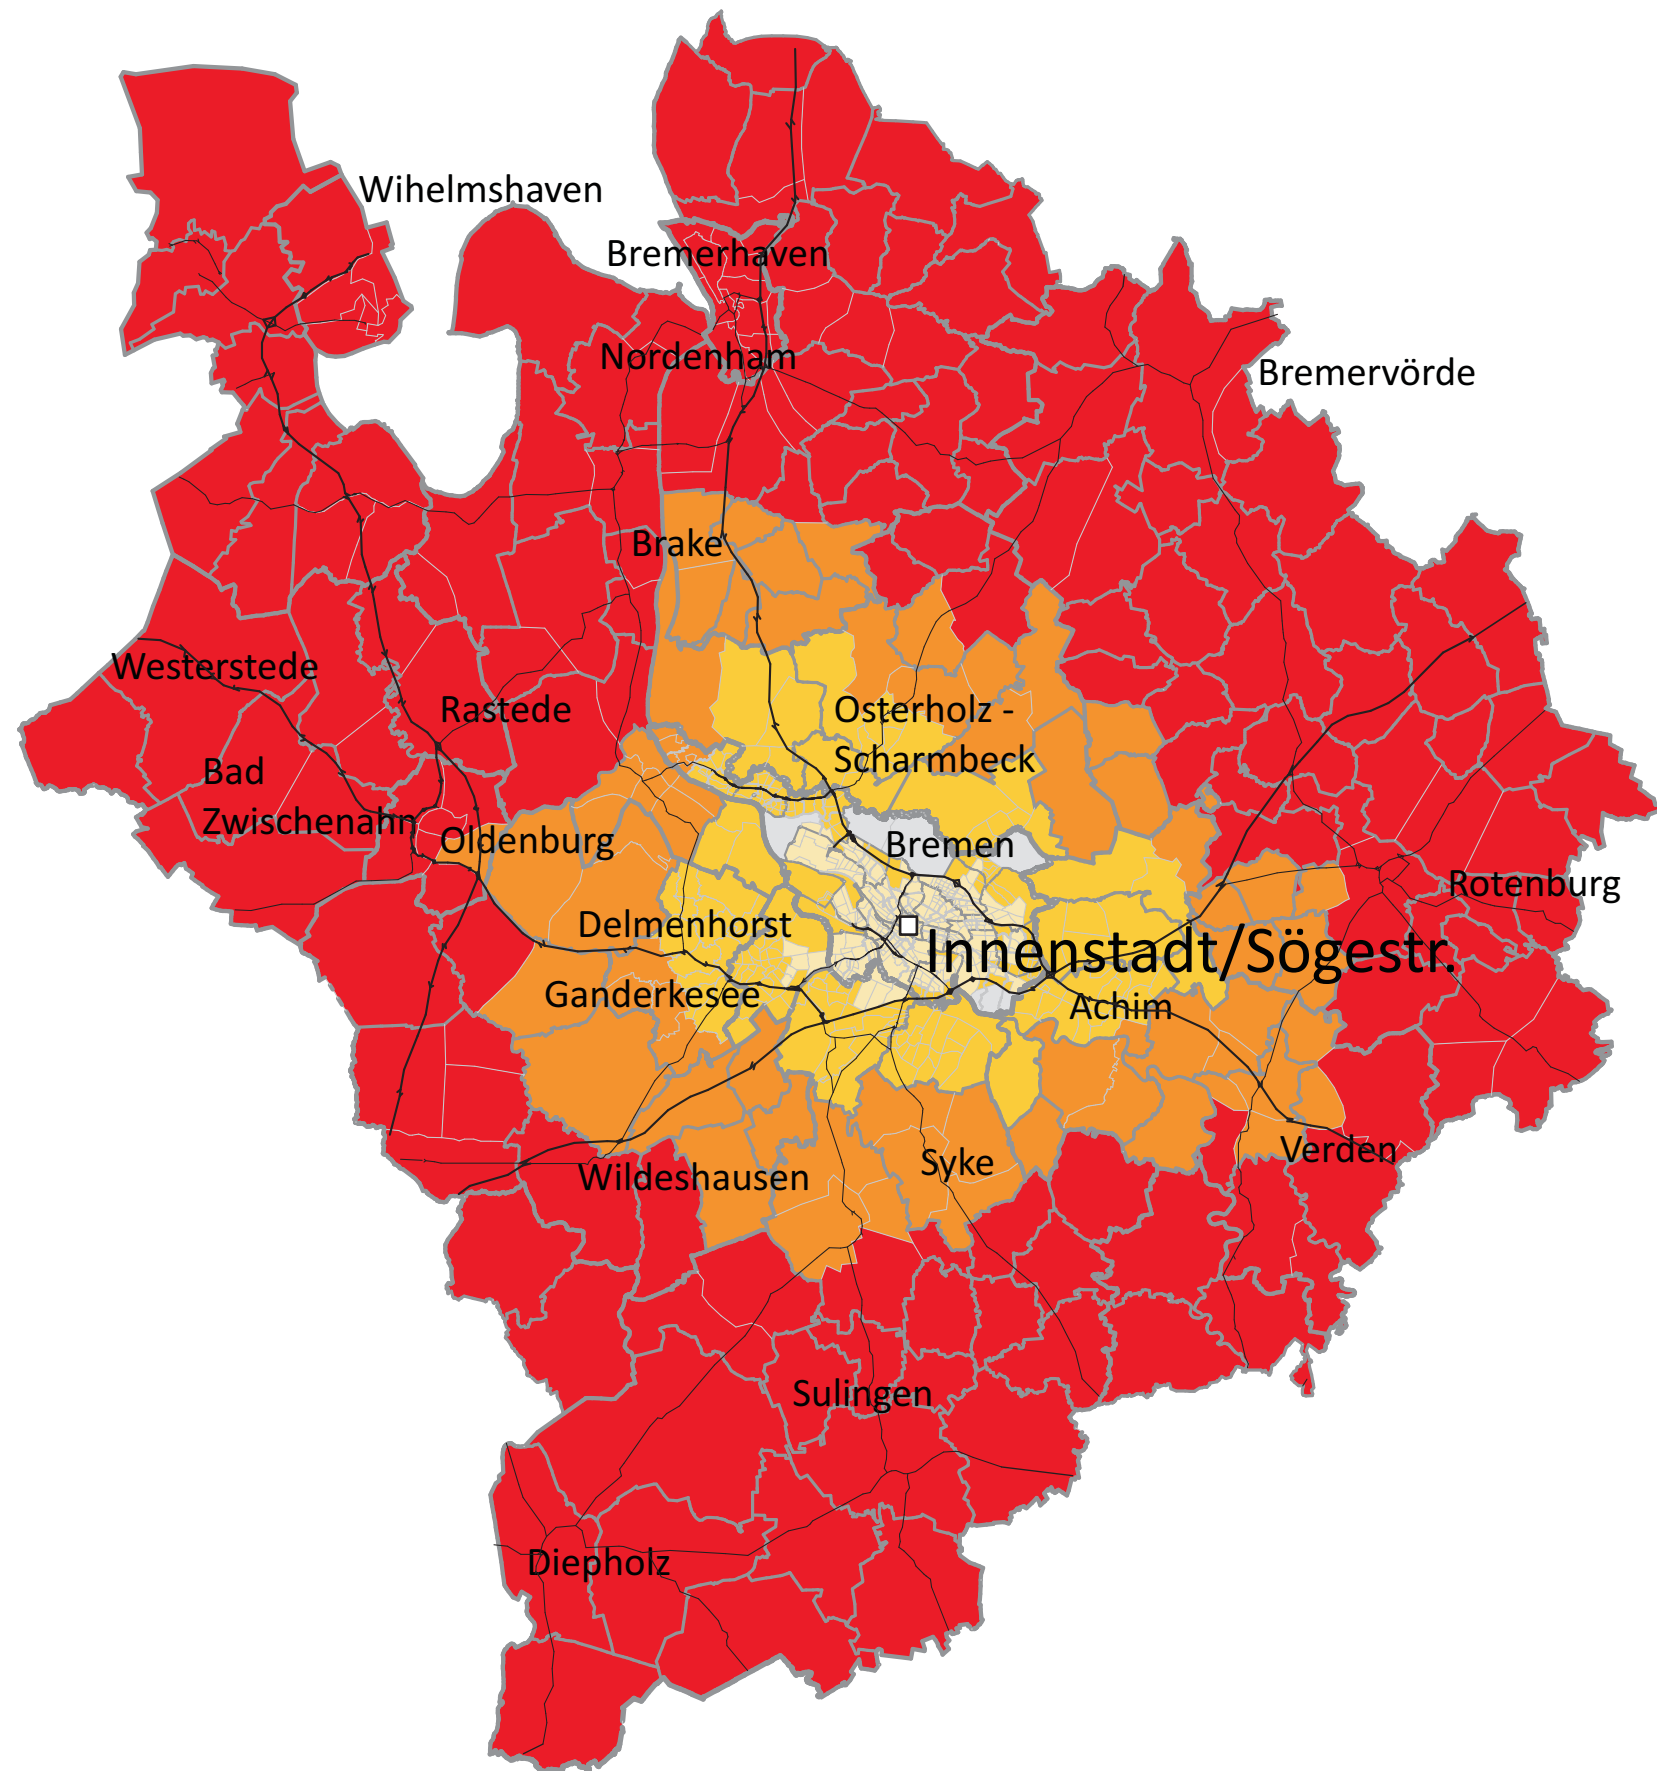 Wihelmshaven
Bremerhaven
Nordenham
Bremervörde
Brake
Westerstede
Rastede
Osterholz -
Scharmbeck
Bad
Zwischenahn
Oldenburg
Bremen
Rotenburg
Delmenhorst
Innenstadt/Sögestr.
Ganderkesee
Achim
Verden
Syke
Wildeshausen
Sulingen
Diepholz